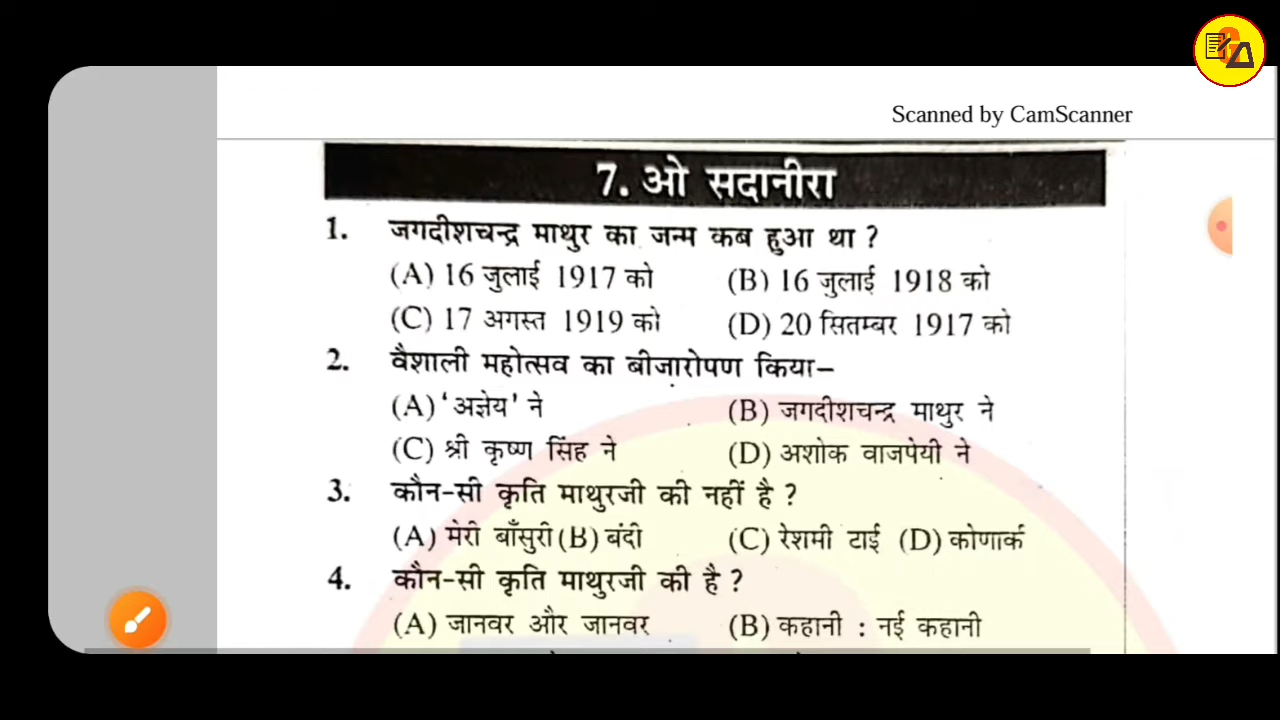 Scanned by CamScanner
7. ओ सदानीरा
1. जगदीशचन्द्र माथुर का जन्म कब हुआ था ?
(A) 16 जुलाई 1917 को (B) 16 जुलाई 1918 को
(C) 17 अगस्त 1919 को (D) 20 सितम्बर 1917 को
2. वैशाली महोत्सव का बीजारोपण किया–
(A) ‘अज्ञेय’ ने (B) जगदीशचन्द्र माथुर ने
(C) श्री कृष्ण सिंह ने (D) अशोक वाजपेयी ने
3. कौन-सी कृति माथुरजी की नहीं है ?
(A) मेरी बाँसुरी (B) बंदी (C) रेशमी टाई (D) कोणार्क
4. कौन-सी कृति माथुरजी की है ?
(A) जानवर और जानवर (B) कहानी : नई कहानी